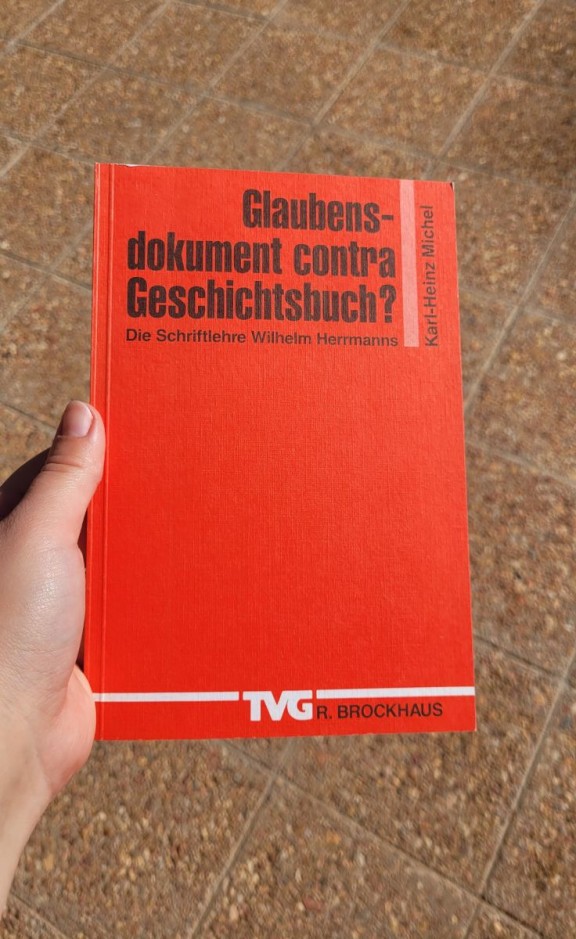 Glaubens-
dokument contra
Geschichtsbuch?
Die Schriftlehre Wilhelm Herrmanns
Karl-Heinz Michel
TVG R. BROCKHAUS